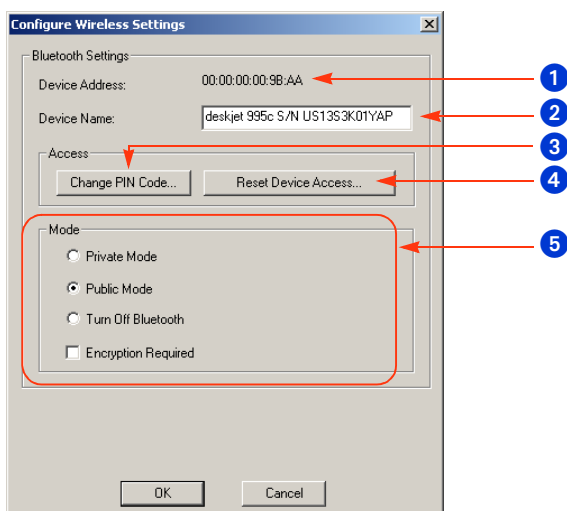 Configure Wireless Settings
Bluetooth Settings
Device Address: 00:00:00:00:9B:AA 1
Device Name: deskjet 995c S/N US13S3K01YAP 2
Access 3
Change PIN Code... Reset Device Access... 4
Mode 5
Private Mode
Public Mode
Turn Off Bluetooth
Encryption Required
OK Cancel